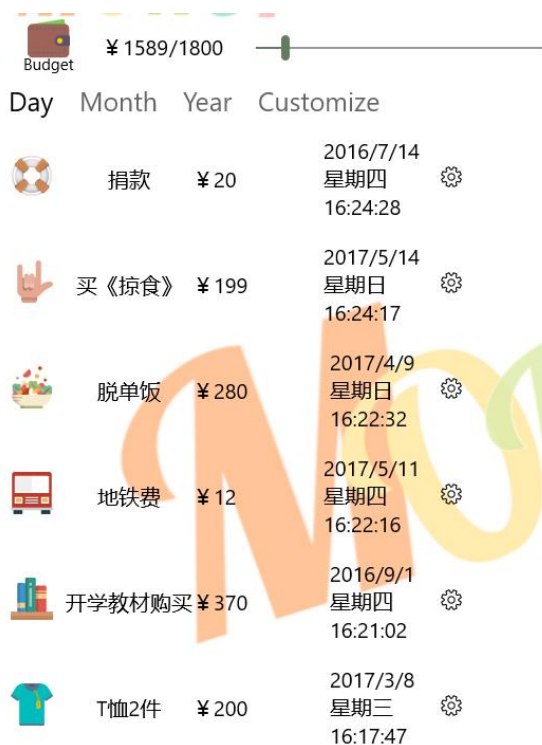 ¥1589/1800
Budget
Day Month Year Customize
捐款 ¥20 2016/7/14 星期四 16:24:28
买《掠食》 ¥199 2017/5/14 星期日 16:24:17
脱单饭 ¥280 2017/4/9 星期日 16:22:32
地铁费 ¥12 2017/5/11 星期四 16:22:16
开学教材购买 ¥370 2016/9/1 星期四 16:21:02
T恤2件 ¥200 2017/3/8 星期三 16:17:47